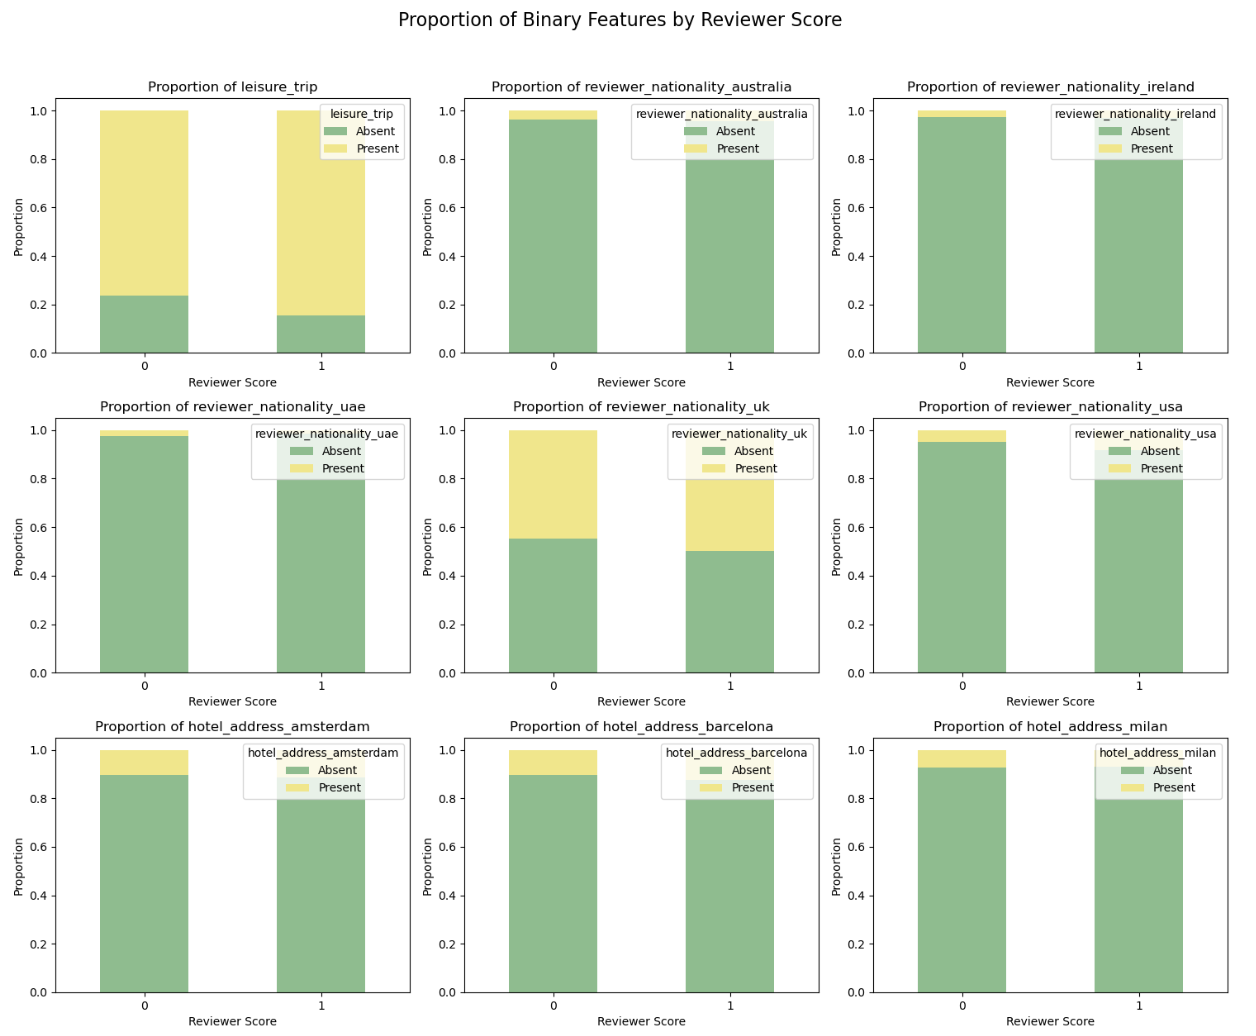 Proportion of Binary Features by Reviewer Score
Proportion of leisure_trip
leisure_trip
Absent
Present
1.0
0.8
0.6
0.4
0.2
0.0
Proportion
0
1
Reviewer Score
Proportion of reviewer_nationality_australia
reviewer_nationality_australia
Absent
Present
1.0
0.8
0.6
0.4
0.2
0.0
Proportion
0
1
Reviewer Score
Proportion of reviewer_nationality_ireland
reviewer_nationality_ireland
Absent
Present
1.0
0.8
0.6
0.4
0.2
0.0
Proportion
0
1
Reviewer Score
Proportion of reviewer_nationality_uae
reviewer_nationality_uae
Absent
Present
1.0
0.8
0.6
0.4
0.2
0.0
Proportion
0
1
Reviewer Score
Proportion of reviewer_nationality_uk
reviewer_nationality_uk
Absent
Present
1.0
0.8
0.6
0.4
0.2
0.0
Proportion
0
1
Reviewer Score
Proportion of reviewer_nationality_usa
reviewer_nationality_usa
Absent
Present
1.0
0.8
0.6
0.4
0.2
0.0
Proportion
0
1
Reviewer Score
Proportion of hotel_address_amsterdam
hotel_address_amsterdam
Absent
Present
1.0
0.8
0.6
0.4
0.2
0.0
Proportion
0
1
Reviewer Score
Proportion of hotel_address_barcelona
hotel_address_barcelona
Absent
Present
1.0
0.8
0.6
0.4
0.2
0.0
Proportion
0
1
Reviewer Score
Proportion of hotel_address_milan
hotel_address_milan
Absent
Present
1.0
0.8
0.6
0.4
0.2
0.0
Proportion
0
1
Reviewer Score